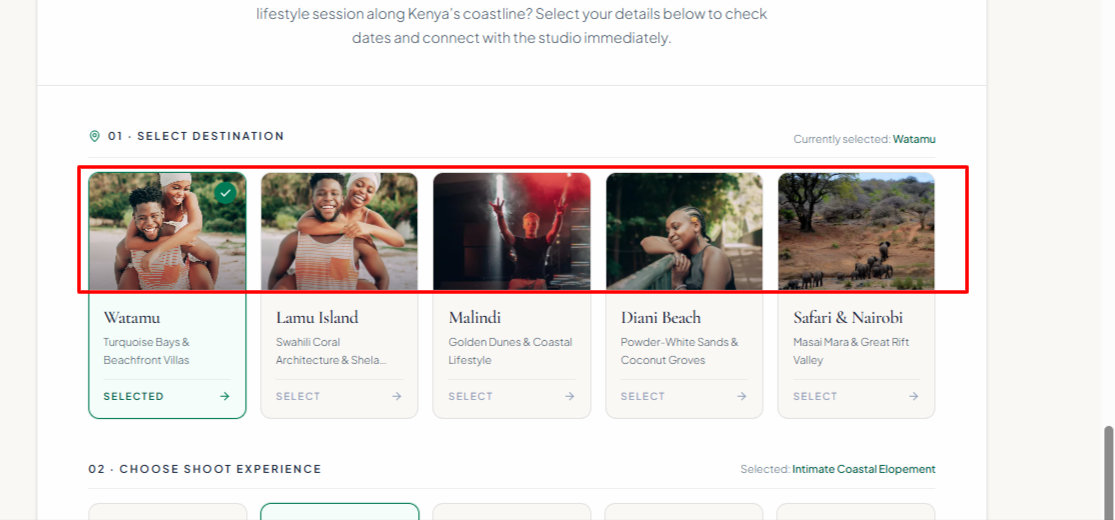 lifestyle session along Kenya's coastline? Select your details below to check
dates and connect with the studio immediately.
01 · SELECT DESTINATION
Currently selected: Watamu
Watamu
Turquoise Bays &
Beachfront Villas
SELECTED →
Lamu Island
Swahili Coral
Architecture & Shela...
SELECT →
Malindi
Golden Dunes & Coastal
Lifestyle
SELECT →
Diani Beach
Powder-White Sands &
Coconut Groves
SELECT →
Safari & Nairobi
Masai Mara & Great Rift
Valley
SELECT →
02 · CHOOSE SHOOT EXPERIENCE
Selected: Intimate Coastal Elopement